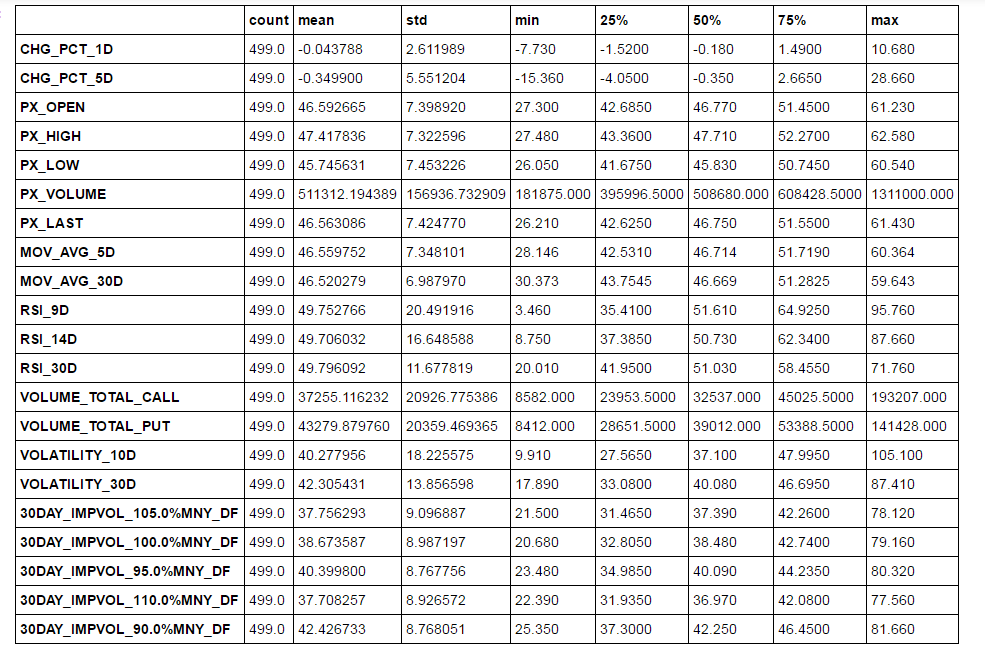 count mean std min 25% 50% 75% max
CHG_PCT_1D 499.0 -0.043788 2.611989 -7.730 -1.5200 -0.180 1.4900 10.680
CHG_PCT_5D 499.0 -0.349900 5.551204 -15.360 -4.0500 -0.350 2.6650 28.660
PX_OPEN 499.0 46.592665 7.398920 27.300 42.6850 46.770 51.4500 61.230
PX_HIGH 499.0 47.417836 7.322596 27.480 43.3600 47.710 52.2700 62.580
PX_LOW 499.0 45.745631 7.453226 26.050 41.6750 45.830 50.7450 60.540
PX_VOLUME 499.0 511312.194389 156936.732909 181875.000 395996.5000 508680.000 608428.5000 1311000.000
PX_LAST 499.0 46.563086 7.424770 26.210 42.6250 46.750 51.5500 61.430
MOV_AVG_5D 499.0 46.559752 7.348101 28.146 42.5310 46.714 51.7190 60.364
MOV_AVG_30D 499.0 46.520279 6.987970 30.373 43.7545 46.669 51.2825 59.643
RSI_9D 499.0 49.752766 20.491916 3.460 35.4100 51.610 64.9250 95.760
RSI_14D 499.0 49.706032 16.648588 8.750 37.3850 50.730 62.3400 87.660
RSI_30D 499.0 49.796092 11.677819 20.010 41.9500 51.030 58.4550 71.760
VOLUME_TOTAL_CALL 499.0 37255.116232 20926.775386 8582.000 23953.5000 32537.000 45025.5000 193207.000
VOLUME_TOTAL_PUT 499.0 43279.879760 20359.469365 8412.000 28651.5000 39012.000 53388.5000 141428.000
VOLATILITY_10D 499.0 40.277956 18.225575 9.910 27.5650 37.100 47.9950 105.100
VOLATILITY_30D 499.0 42.305431 13.856598 17.890 33.0800 40.080 46.6950 87.410
30DAY_IMPVOL_105.0%MNY_DF 499.0 37.756293 9.096887 21.500 31.4650 37.390 42.2600 78.120
30DAY_IMPVOL_100.0%MNY_DF 499.0 38.673587 8.987197 20.680 32.8050 38.480 42.7400 79.160
30DAY_IMPVOL_95.0%MNY_DF 499.0 40.399800 8.767756 23.480 34.9850 40.090 44.2350 80.320
30DAY_IMPVOL_110.0%MNY_DF 499.0 37.708257 8.926572 22.390 31.9350 36.970 42.0800 77.560
30DAY_IMPVOL_90.0%MNY_DF 499.0 42.426733 8.768051 25.350 37.3000 42.250 46.4500 81.660